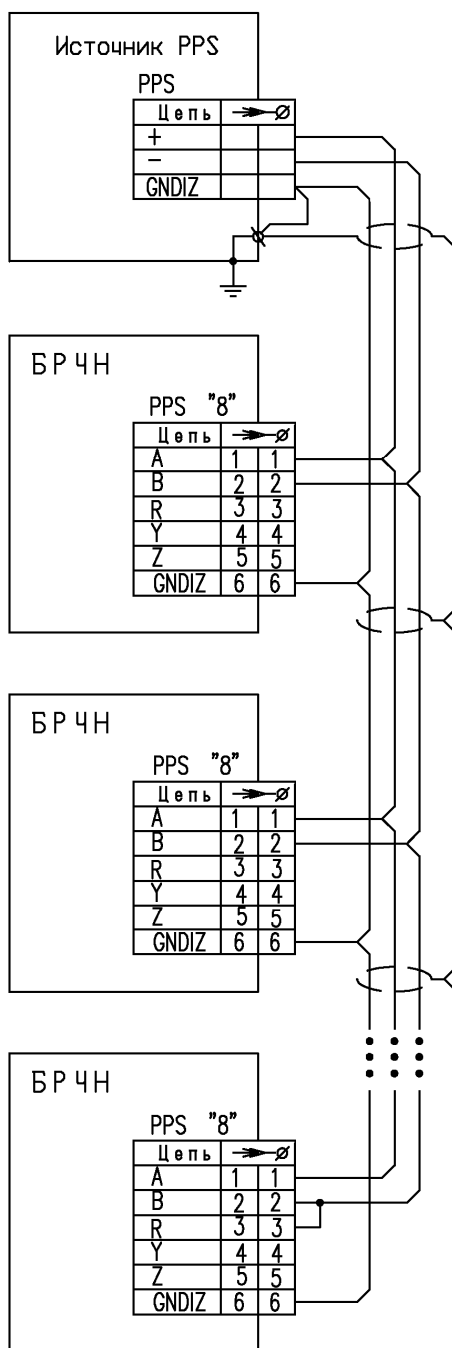 Источник PPS
PPS
Цепь
+
−
GNDIZ
БРЧН
PPS "8"
Цепь
A 1 1
B 2 2
R 3 3
Y 4 4
Z 5 5
GNDIZ 6 6
БРЧН
PPS "8"
Цепь
A 1 1
B 2 2
R 3 3
Y 4 4
Z 5 5
GNDIZ 6 6
БРЧН
PPS "8"
Цепь
A 1 1
B 2 2
R 3 3
Y 4 4
Z 5 5
GNDIZ 6 6